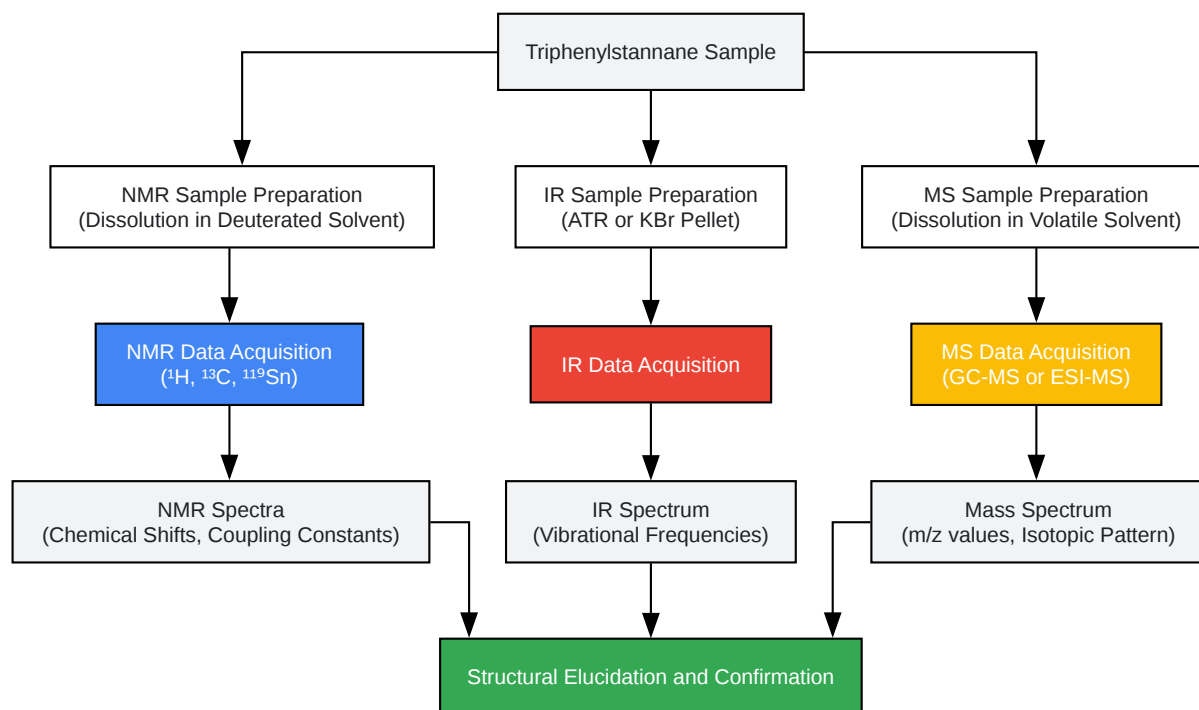 Triphenylstannane Sample
NMR Sample Preparation
(Dissolution in Deuterated Solvent)
IR Sample Preparation
(ATR or KBr Pellet)
MS Sample Preparation
(Dissolution in Volatile Solvent)
NMR Data Acquisition
(¹H, ¹³C, ¹¹⁹Sn)
IR Data Acquisition
MS Data Acquisition
(GC-MS or ESI-MS)
NMR Spectra
(Chemical Shifts, Coupling Constants)
IR Spectrum
(Vibrational Frequencies)
Mass Spectrum
(m/z values, Isotopic Pattern)
Structural Elucidation and Confirmation